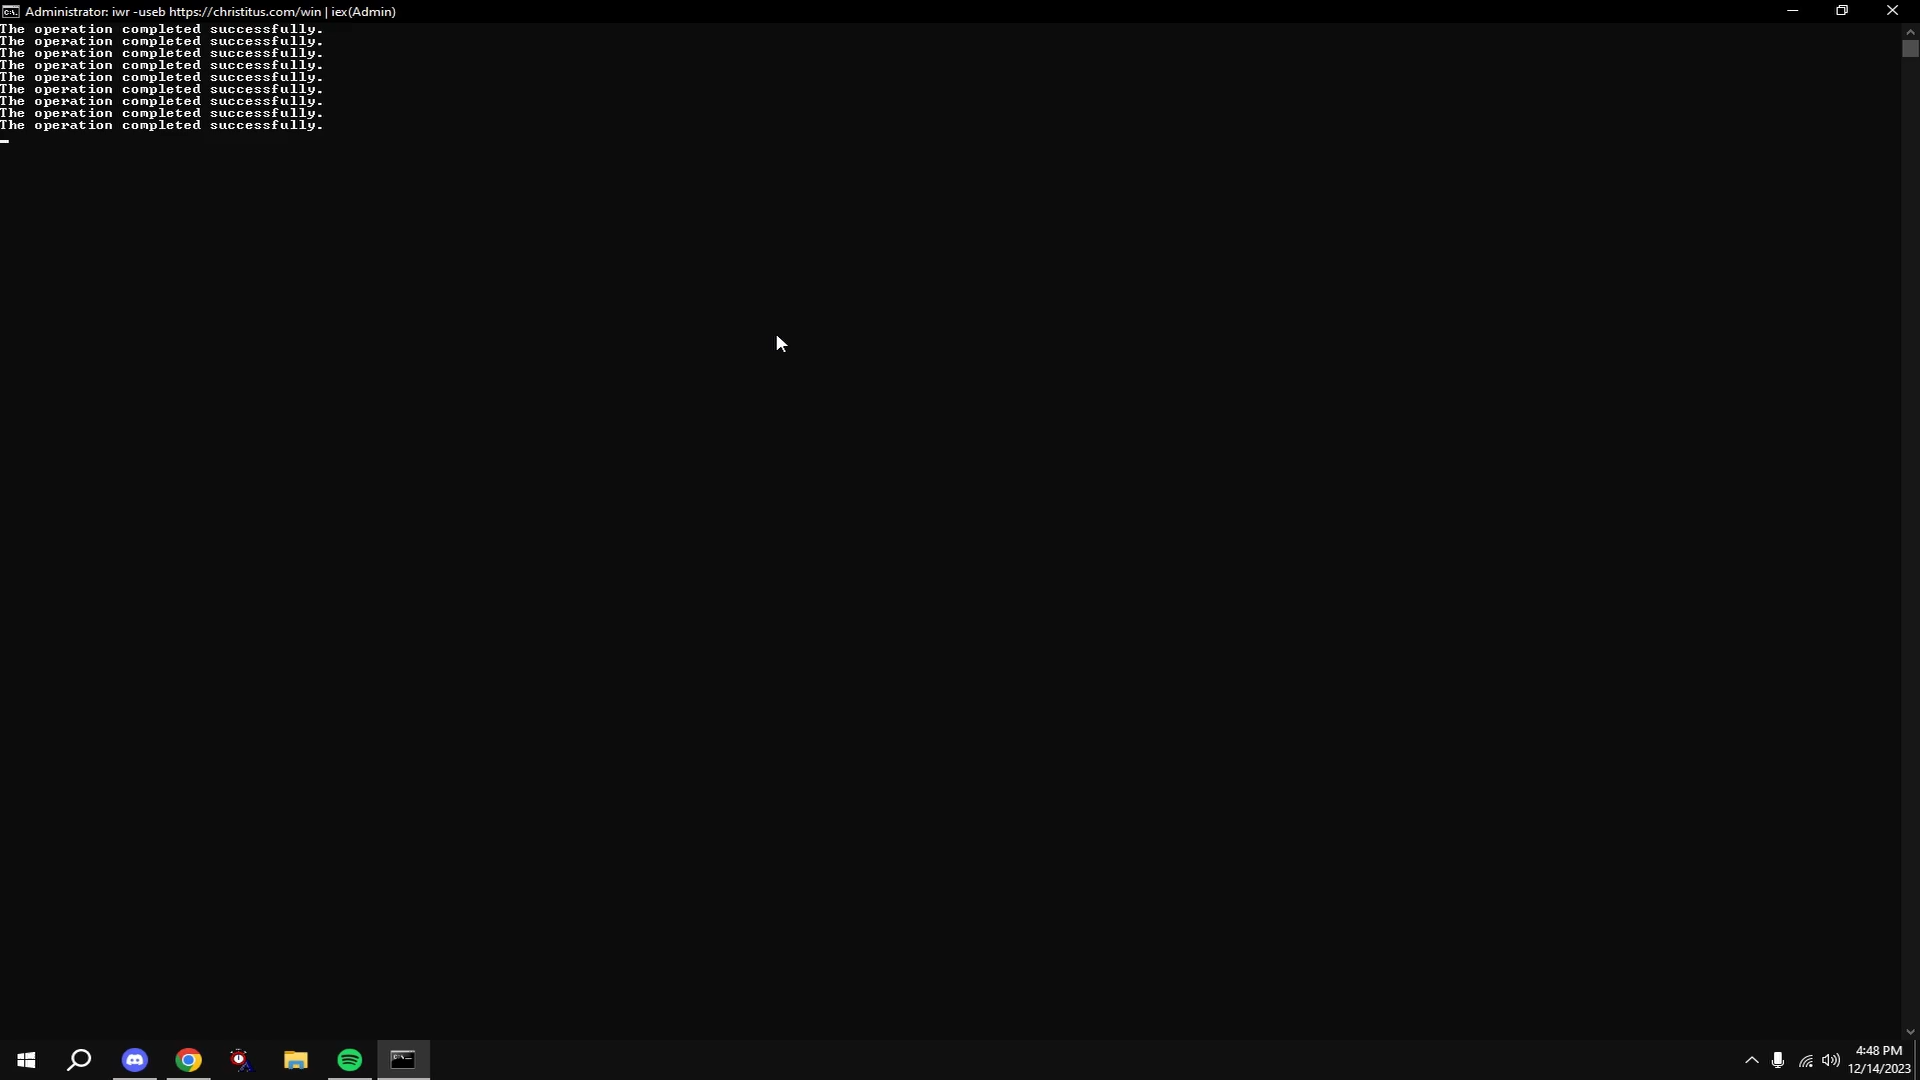 Administrator: iwr -useb https://christitus.com/win | iex(Admin)
The operation completed successfully.
The operation completed successfully.
The operation completed successfully.
The operation completed successfully.
The operation completed successfully.
The operation completed successfully.
The operation completed successfully.
The operation completed successfully.
The operation completed successfully.
4:48 PM
12/14/2023